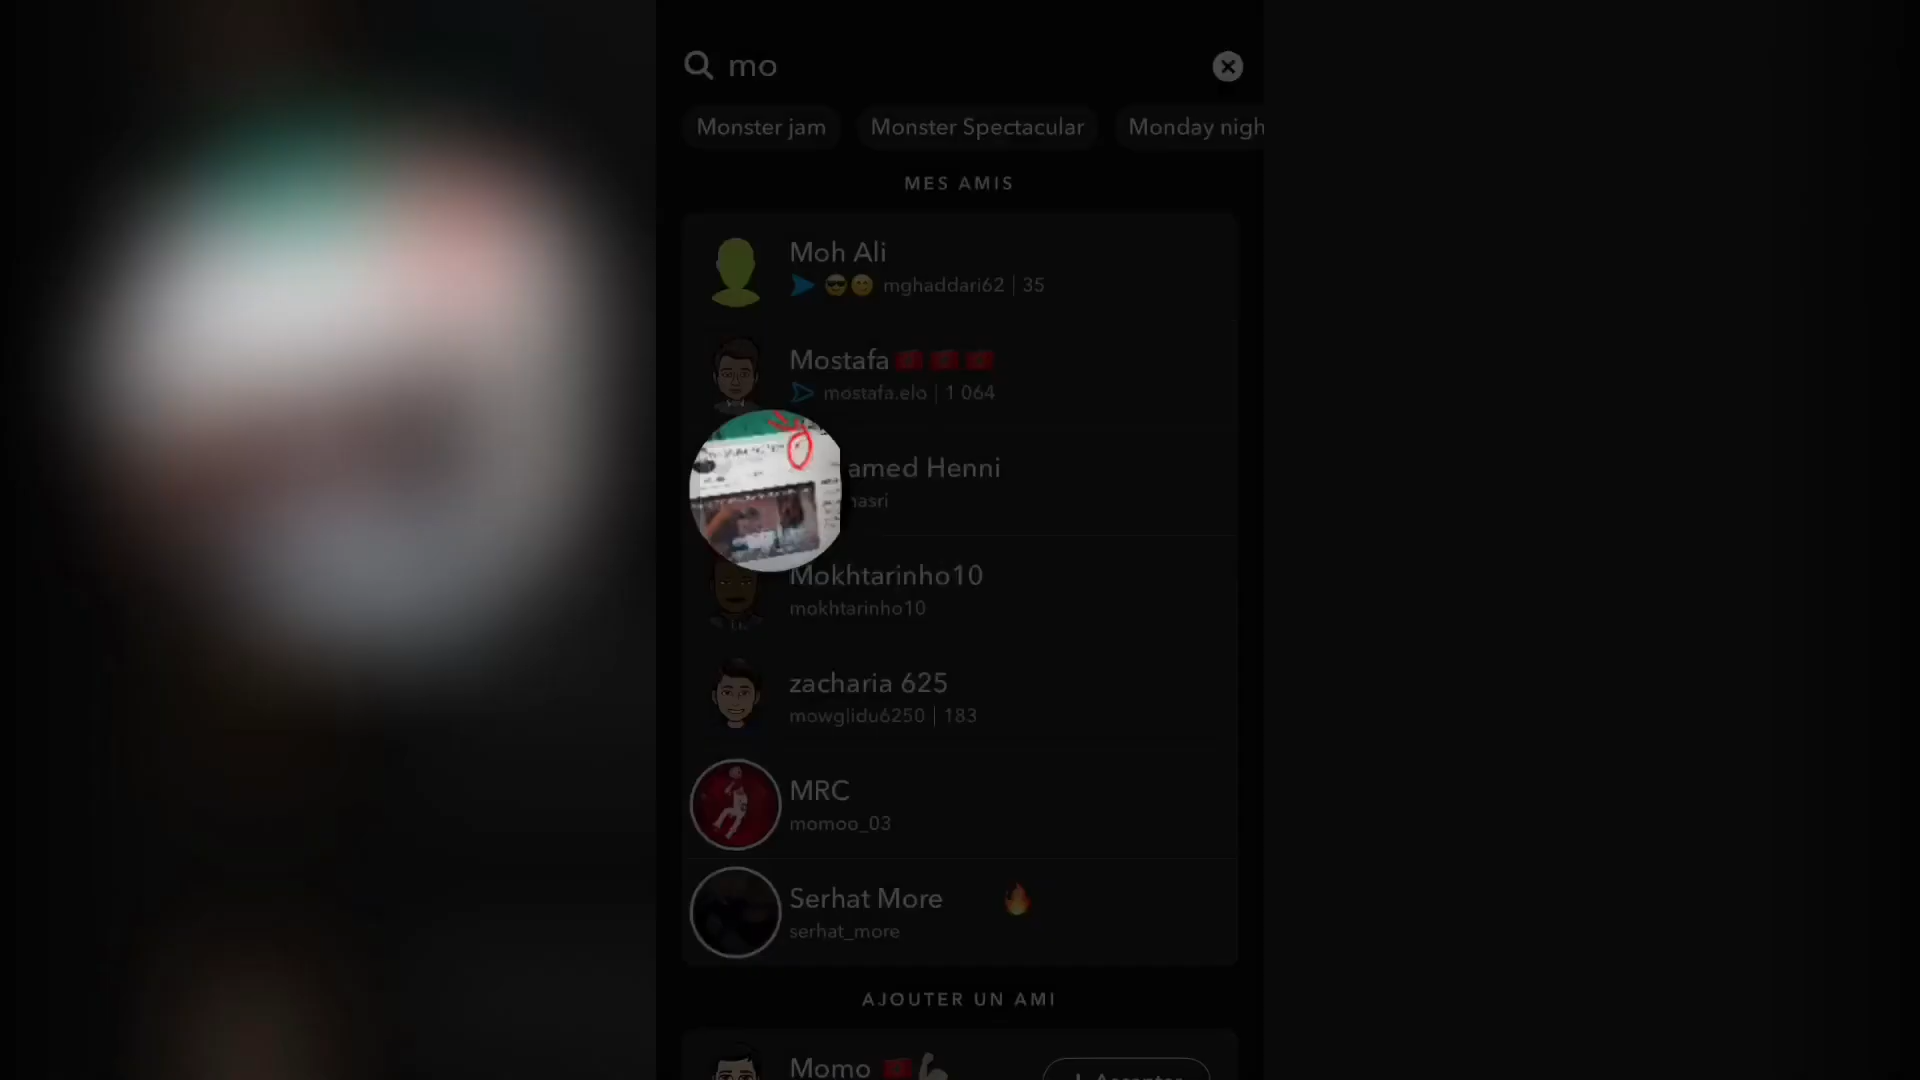 mo
Monster jam
Monster Spectacular
Monday nigh
MES AMIS
Moh Ali
mghaddari62 | 35
Mostafa
mostafa.elo | 1 064
amed Henni
nasri
Mokhtarinho10
mokhtarinho10
zacharia 625
mowglidu6250 | 183
MRC
momoo_03
Serhat More
serhat_more
AJOUTER UN AMI
Momo